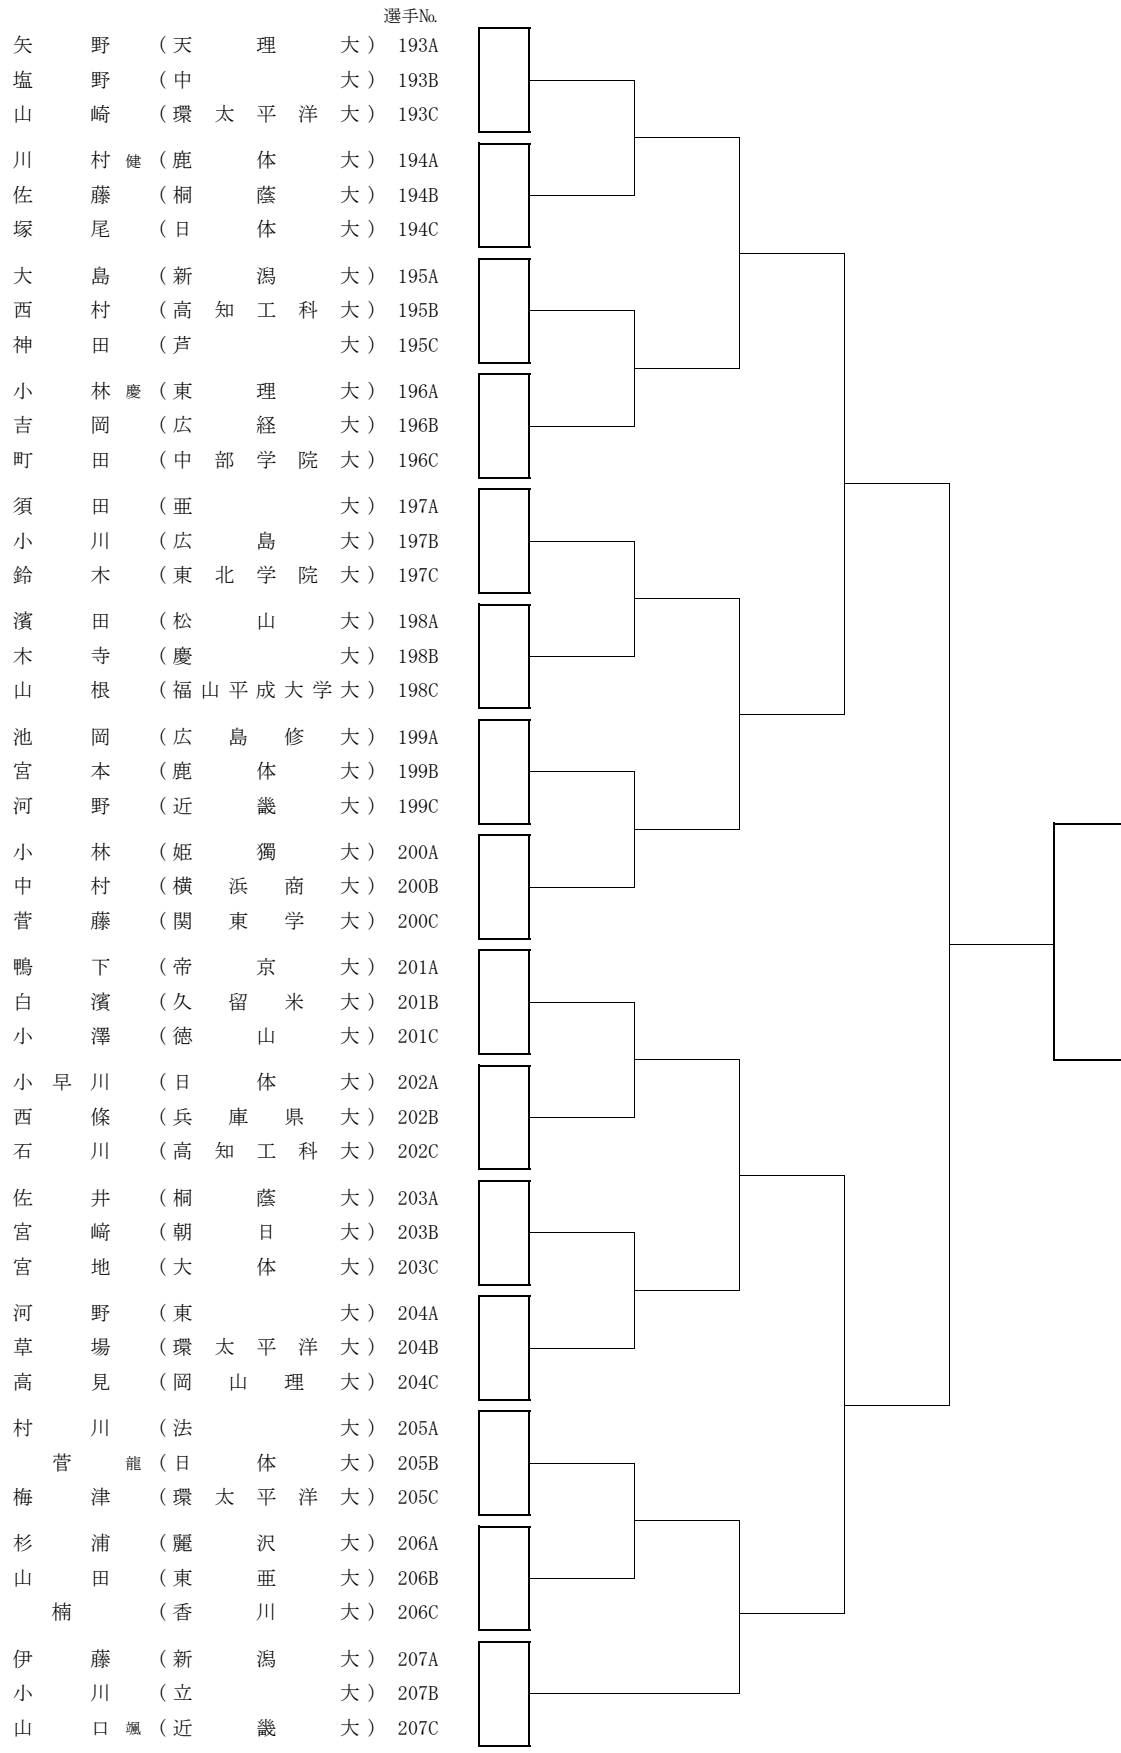 選手№
矢野（天理大）193A
塩野（中大）193B
山崎（環太平洋大）193C
川村健（鹿体大）194A
佐藤（桐蔭大）194B
塚尾（日体大）194C
大島（新潟大）195A
西村（高知工科大）195B
神田（芦大）195C
小林慶（東理大）196A
吉岡（広経大）196B
町田（中部学院大）196C
須田（亜大）197A
小川（広島大）197B
鈴木（東北学院大）197C
濱田（松山大）198A
木寺（慶大）198B
山根（福山平成大学大）198C
池岡（広島修大）199A
宮本（鹿体大）199B
河野（近畿大）199C
小林（姫獨大）200A
中村（横浜商大）200B
菅藤（関東学大）200C
鴨下（帝京大）201A
白濱（久留米大）201B
小澤（徳山大）201C
小早川（日体大）202A
西條（兵庫県大）202B
石川（高知工科大）202C
佐井（桐蔭大）203A
宮﨑（朝日大）203B
宮地（大体大）203C
河野（東大）204A
草場（環太平洋大）204B
高見（岡山理大）204C
村川（法大）205A
菅龍（日体大）205B
梅津（環太平洋大）205C
杉浦（麗沢大）206A
山田（東亜大）206B
楠（香川大）206C
伊藤（新潟大）207A
小川（立大）207B
山口颯（近畿大）207C